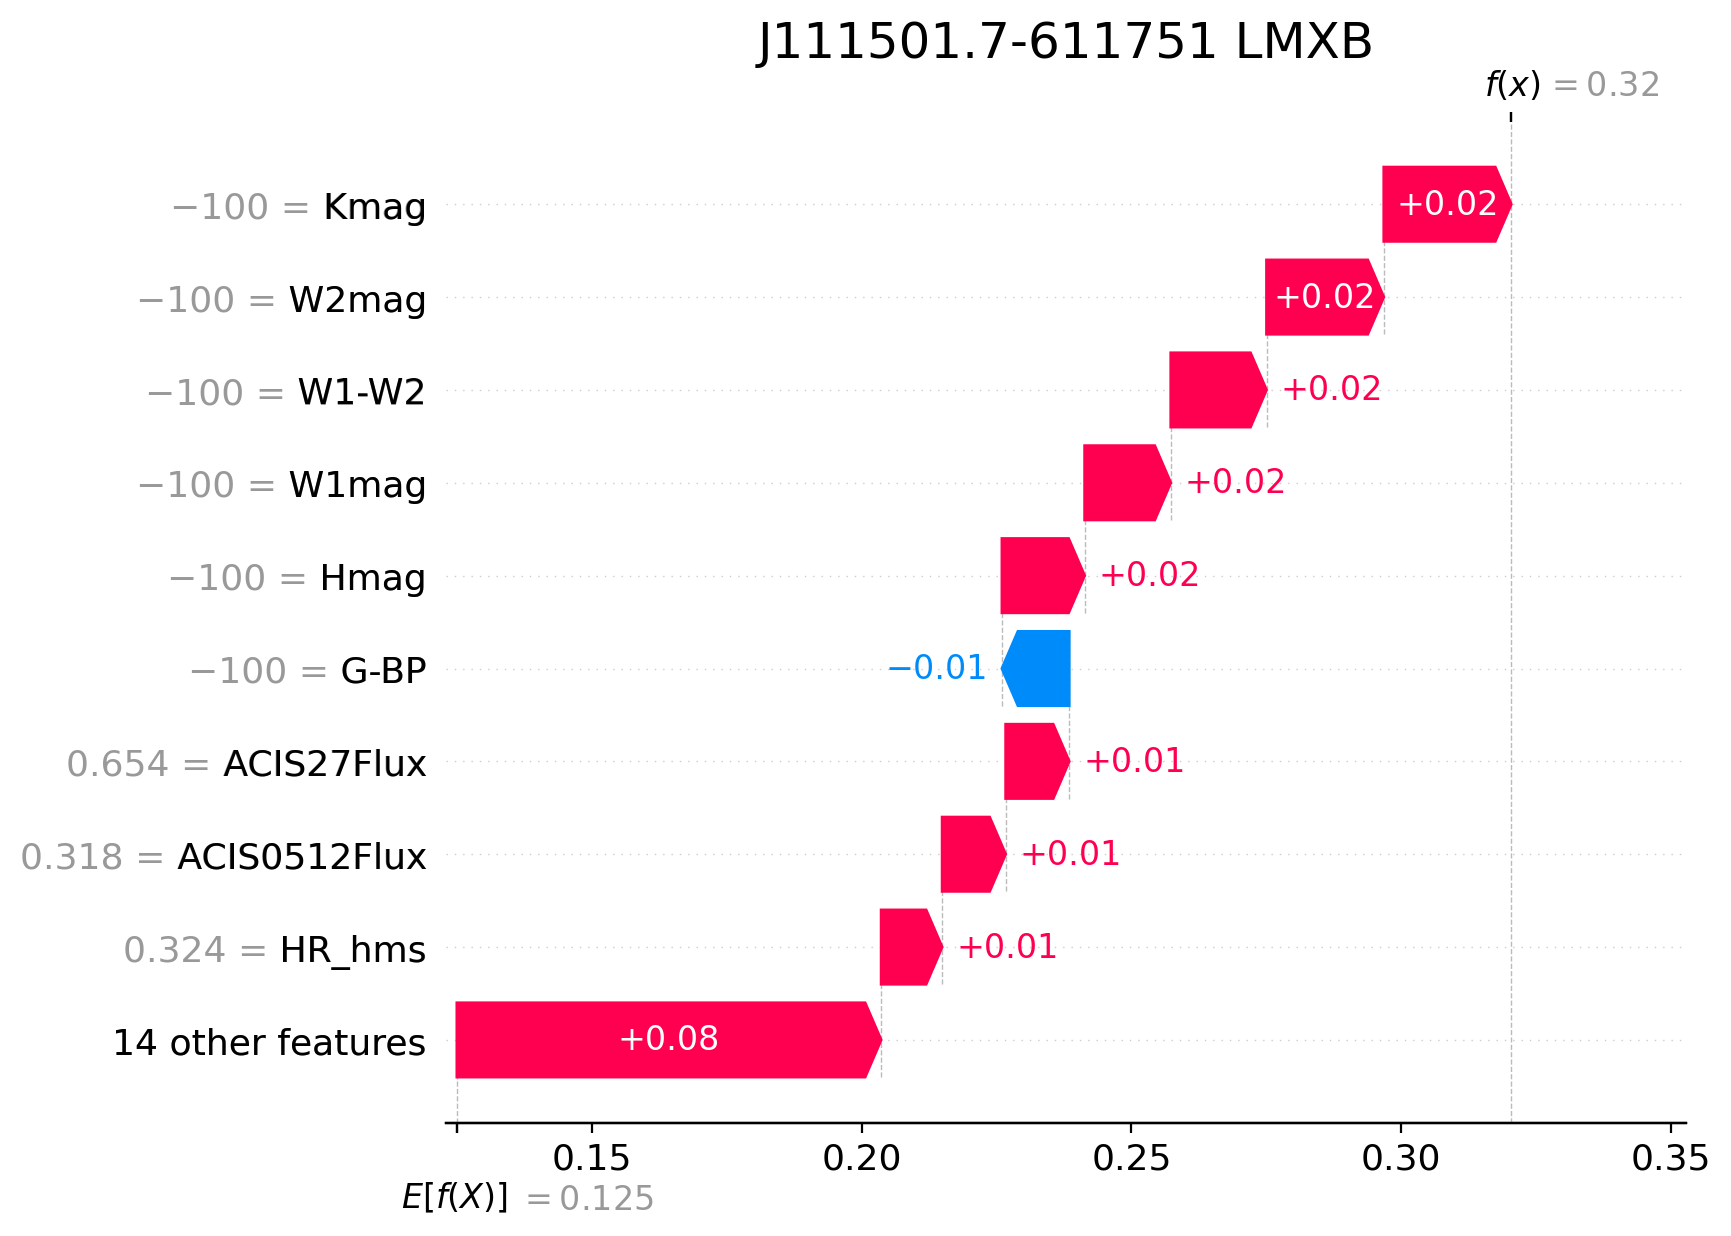 J111501.7-611751 LMXB
f(x) = 0.32
−100 = Kmag +0.02
−100 = W2mag +0.02
−100 = W1-W2 +0.02
−100 = W1mag +0.02
−100 = Hmag +0.02
−100 = G-BP −0.01
0.654 = ACIS27Flux +0.01
0.318 = ACIS0512Flux +0.01
0.324 = HR_hms +0.01
14 other features +0.08
0.15 0.20 0.25 0.30 0.35
E[f(X)] = 0.125